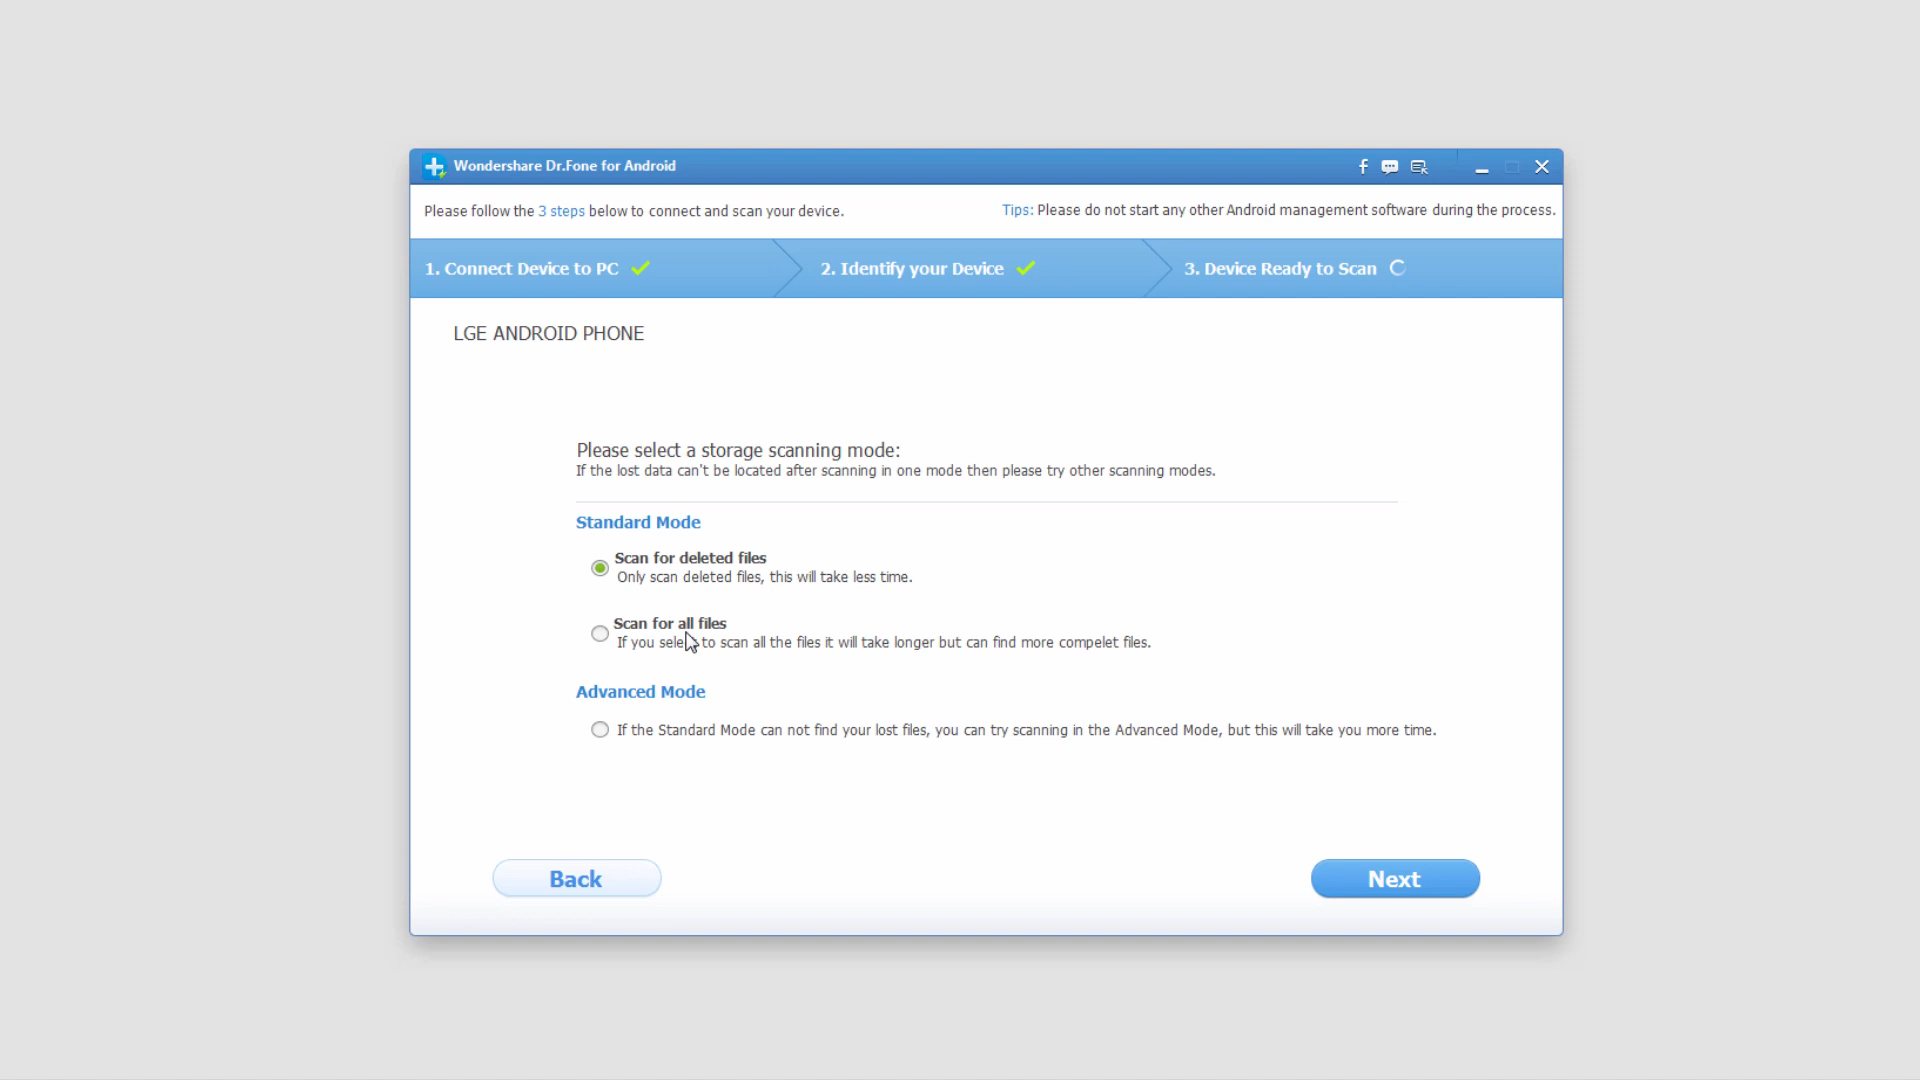 Wondershare Dr.Fone for Android
Please follow the 3 steps below to connect and scan your device.
Tips: Please do not start any other Android management software during the process.
1. Connect Device to PC
2. Identify your Device
3. Device Ready to Scan
LGE ANDROID PHONE
Please select a storage scanning mode:
If the lost data can't be located after scanning in one mode then please try other scanning modes.
Standard Mode
Scan for deleted files
Only scan deleted files, this will take less time.
Scan for all files
If you select to scan all the files it will take longer but can find more compelet files.
Advanced Mode
If the Standard Mode can not find your lost files, you can try scanning in the Advanced Mode, but this will take you more time.
Back
Next